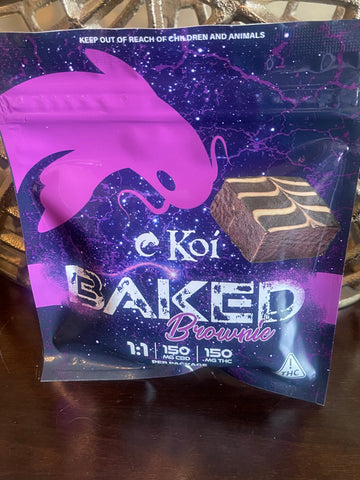 KEEP OUT OF REACH OF CHILDREN AND ANIMALS
Koi
BAKED
Brownie
1:1 | 150 MG CBD | 150 MG THC
PER PACKAGE
THC